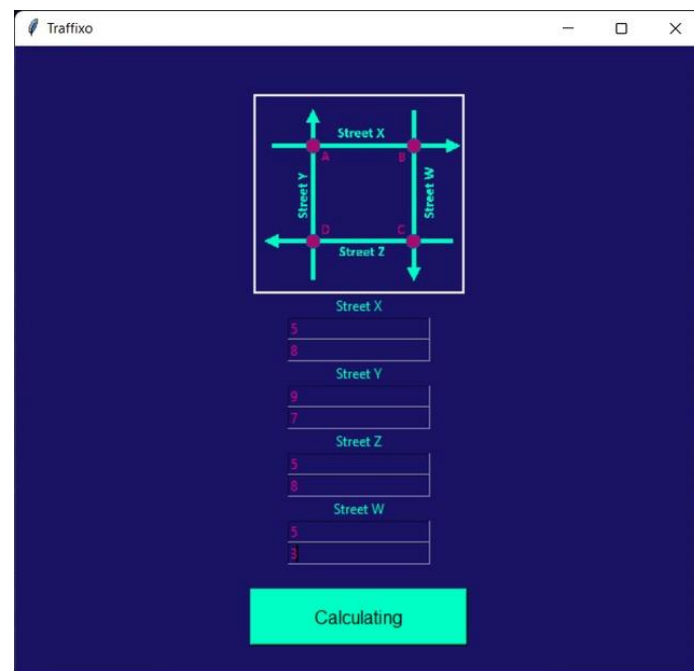 Traffixo
Street X
A
B
Street Y
Street W
D
C
Street Z
Street X
5
8
Street Y
9
7
Street Z
5
8
Street W
5
3
Calculating